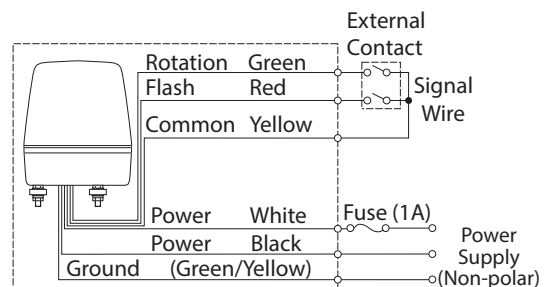 External
Contact
Rotation Green
Flash Red
Signal
Wire
Common Yellow
Power White Fuse (1A)
Power Black
Power
Supply
(Non-polar)
Ground (Green/Yellow)